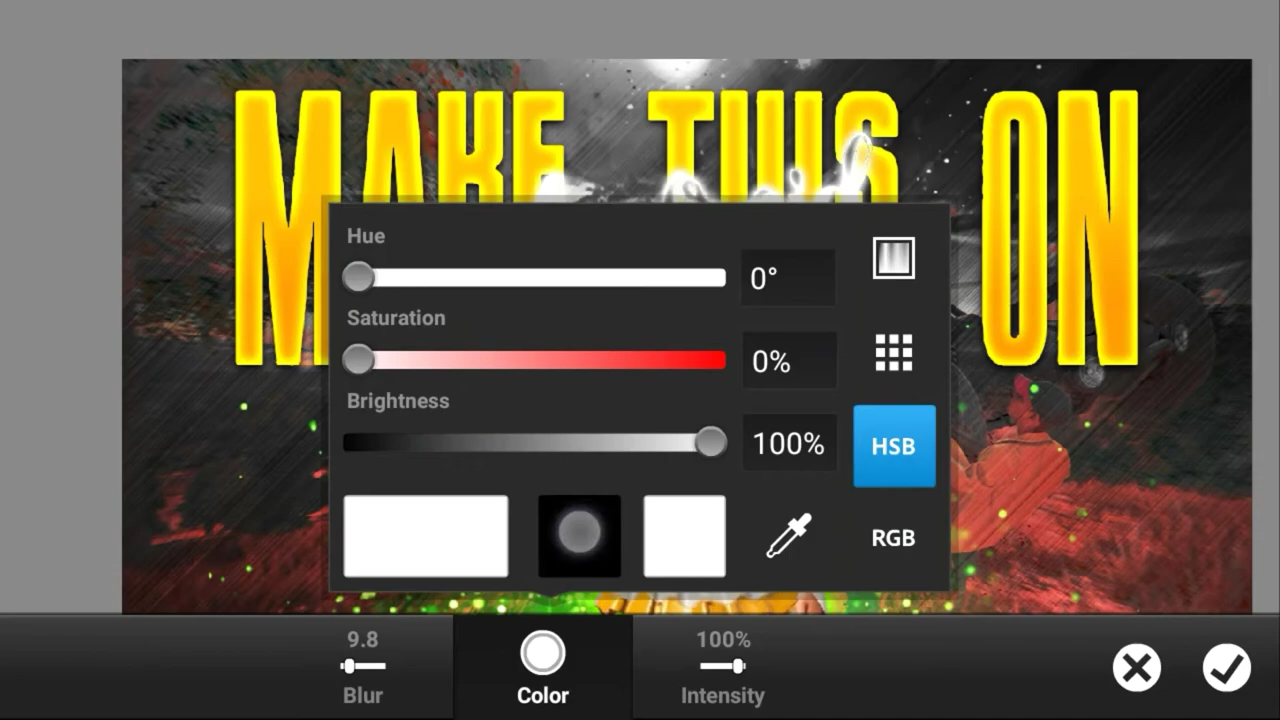 MAKE THIS ON
Hue
0°
Saturation
0%
Brightness
100%
HSB
RGB
9.8
Blur
Color
100%
Intensity